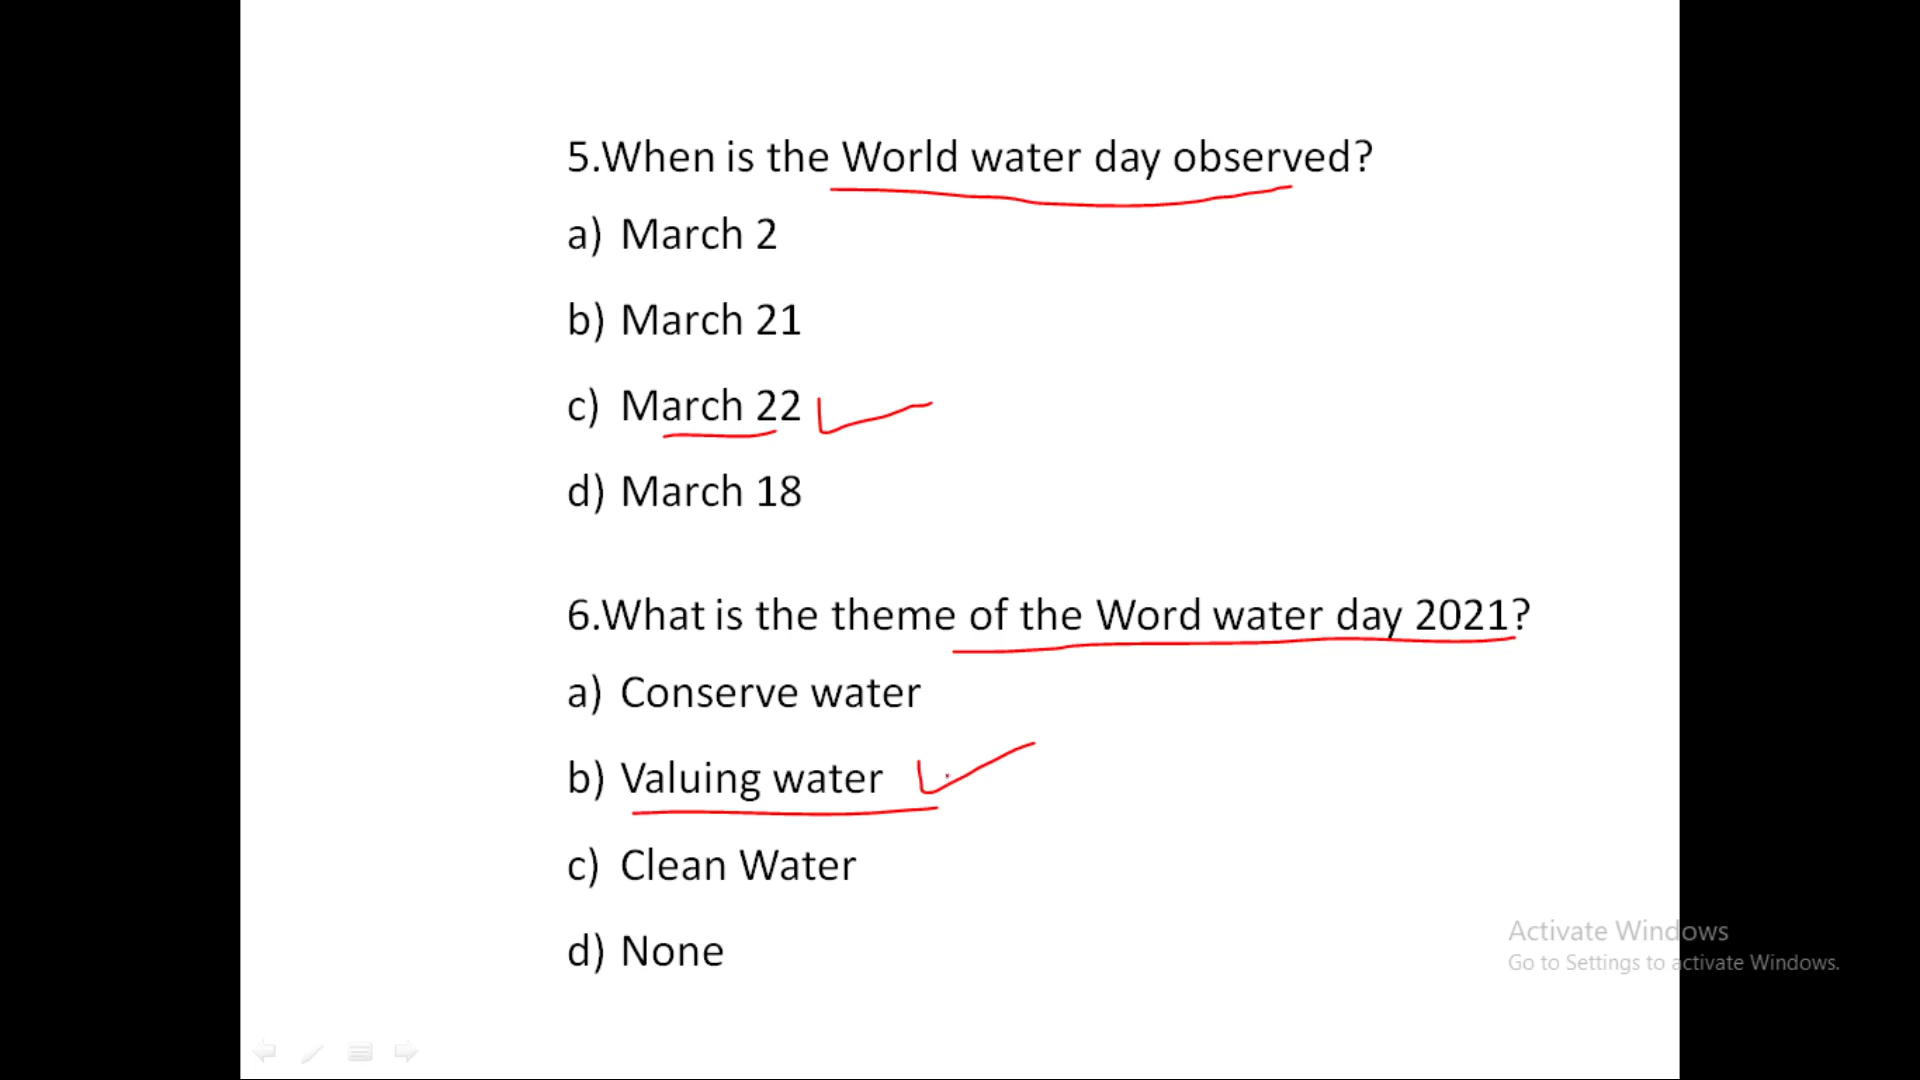 5.When is the World water day observed?
a) March 2
b) March 21
c) March 22
d) March 18
6.What is the theme of the Word water day 2021?
a) Conserve water
b) Valuing water
c) Clean Water
d) None
Activate Windows
Go to Settings to activate Windows.